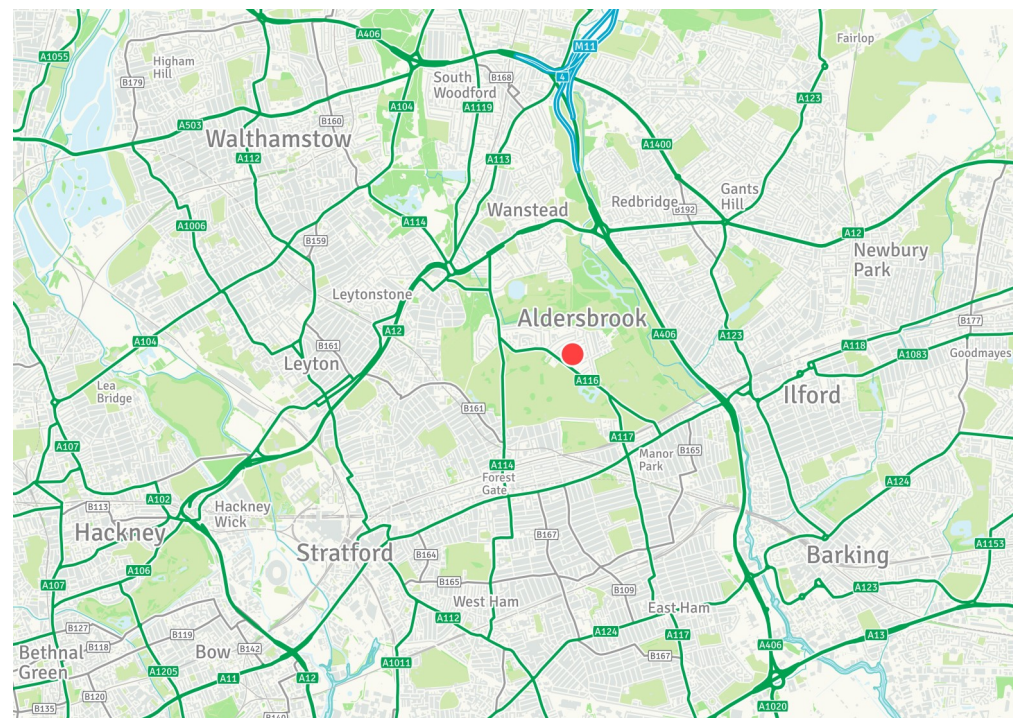 A406
M11
Fairlop
A1055
Higham
Hill
B179
South
Woodford
B168
4
A104
A1119
A123
A503
B160
Walthamstow
A112
A113
A1400
Gants
Hill
Redbridge
B192
Wanstead
A114
A1006
B159
A12
Newbury
Park
Leytonstone
Aldersbrook
B177
A12
A406
A123
A104
B161
A118
A1083
Goodmayes
Leyton
A116
Lea
Bridge
Ilford
B161
A107
A117
Manor
Park
B165
A114
Forest
Gate
A124
A102
B113
Hackney
Wick
Hackney
B167
Stratford
A1153
B164
Barking
A106
A107
B165
A123
B109
West Ham
East Ham
A112
B127
B119
A124
A117
A13
B118
Bethnal
Green
Bow
B142
A406
B167
A1011
A1205
A11
A12
B120
A1020
B135
B140